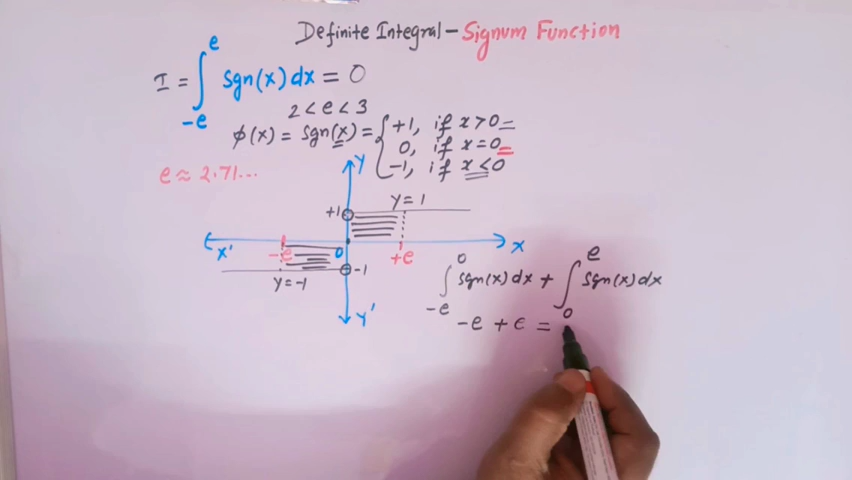 Definite Integral – Signum Function
I = ∫_{-e}^{e} sgn(x) dx = 0
2 < e < 3
ϕ(x) = sgn(x) = { +1, if x > 0
0, if x = 0
-1, if x < 0
e ≈ 2.71...
Y
y = 1
+1
X' -e 0 +e X
-1
y = -1
Y'
∫_{-e}^{0} sgn(x) dx + ∫_{0}^{e} sgn(x) dx
-e + e =